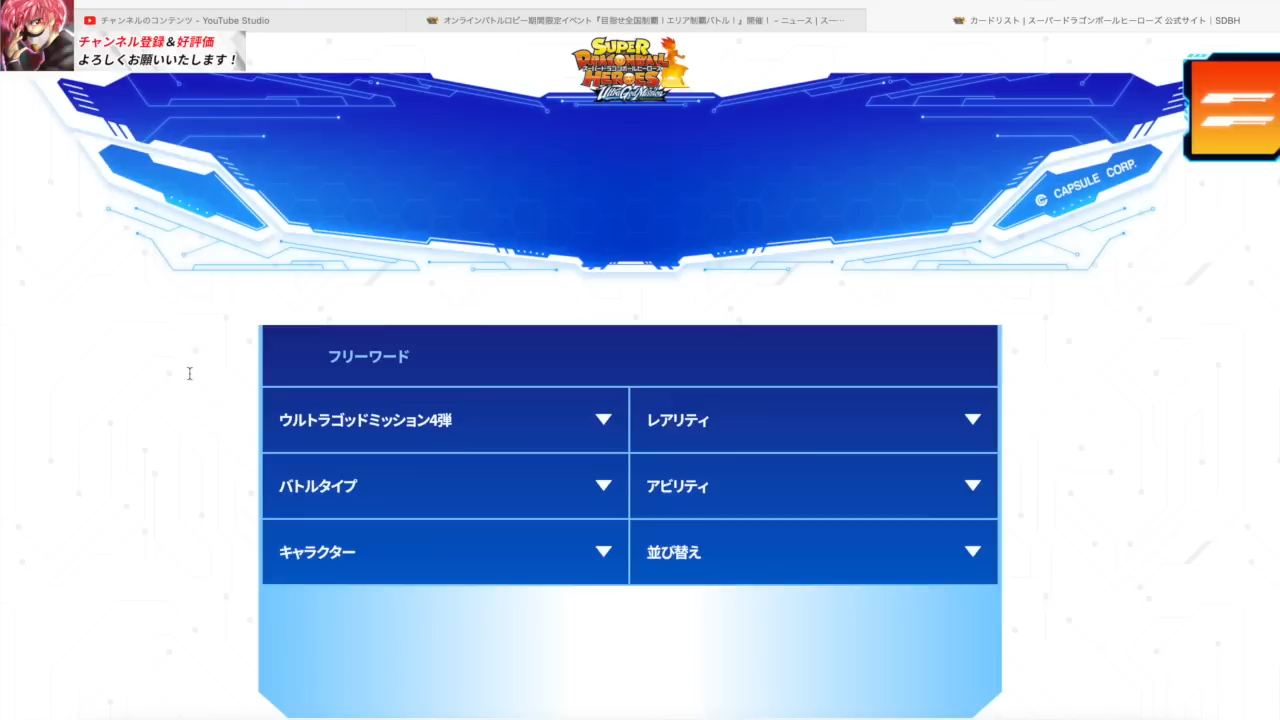 チャンネルのコンテンツ - YouTube Studio
オンラインバトルロビー期間限定イベント『目指せ全国制覇！エリア制覇バトル！』開催！ – ニュース | スー…
カードリスト | スーパードラゴンボールヒーローズ 公式サイト | SDBH
チャンネル登録＆好評価
よろしくお願いいたします！
SUPER
DRAGONBALL
スーパードラゴンボールヒーローズ
HEROES
Ultra God Mission
CAPSULE CORP.
フリーワード
ウルトラゴッドミッション4弾
レアリティ
バトルタイプ
アビリティ
キャラクター
並び替え